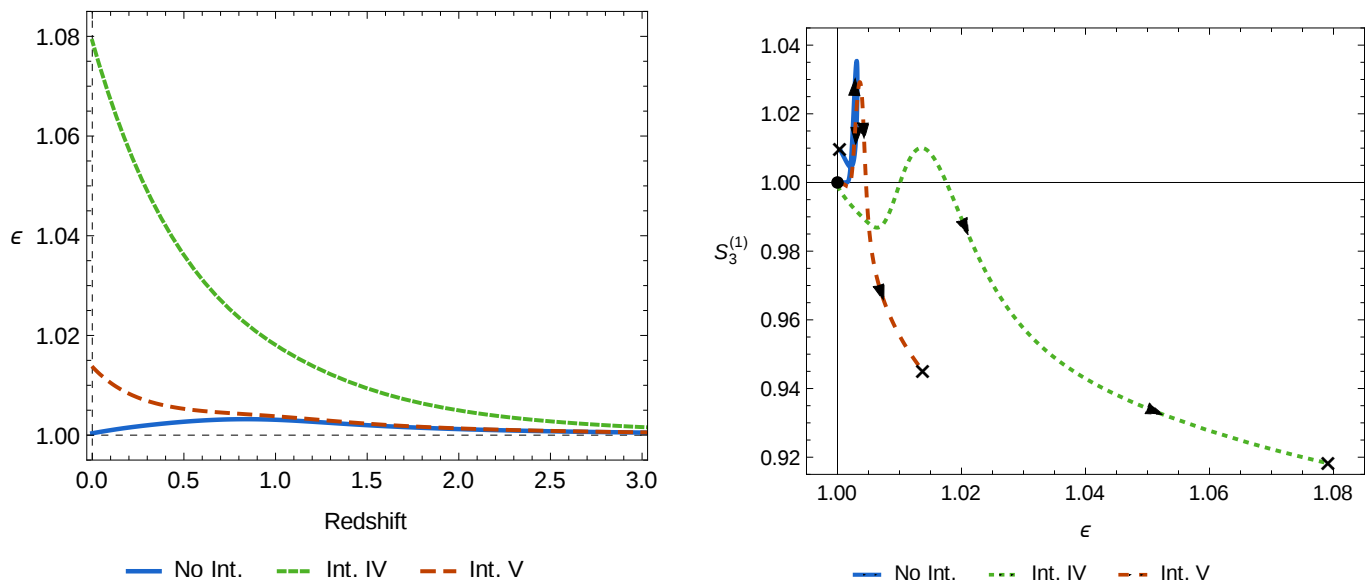 1.08
1.06
ϵ
1.04
1.02
1.00
0.0 0.5 1.0 1.5 2.0 2.5 3.0
Redshift
No Int. Int. IV Int. V
1.04
1.02
1.00
0.98
S₃⁽¹⁾
0.96
0.94
0.92
1.00 1.02 1.04 1.06 1.08
ϵ
No Int. Int. IV Int. V